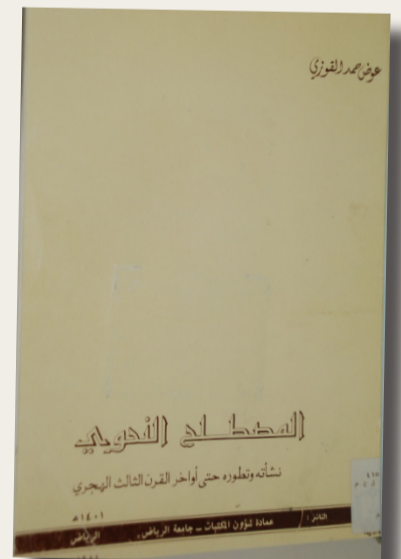 عوض حمد القوزي
المصطلح النحوي
نشأته وتطوره حتى أواخر القرن الثالث الهجري
١٤٠١هـ
الناشر : عمادة شؤون المكتبات – جامعة الرياض . الرياض